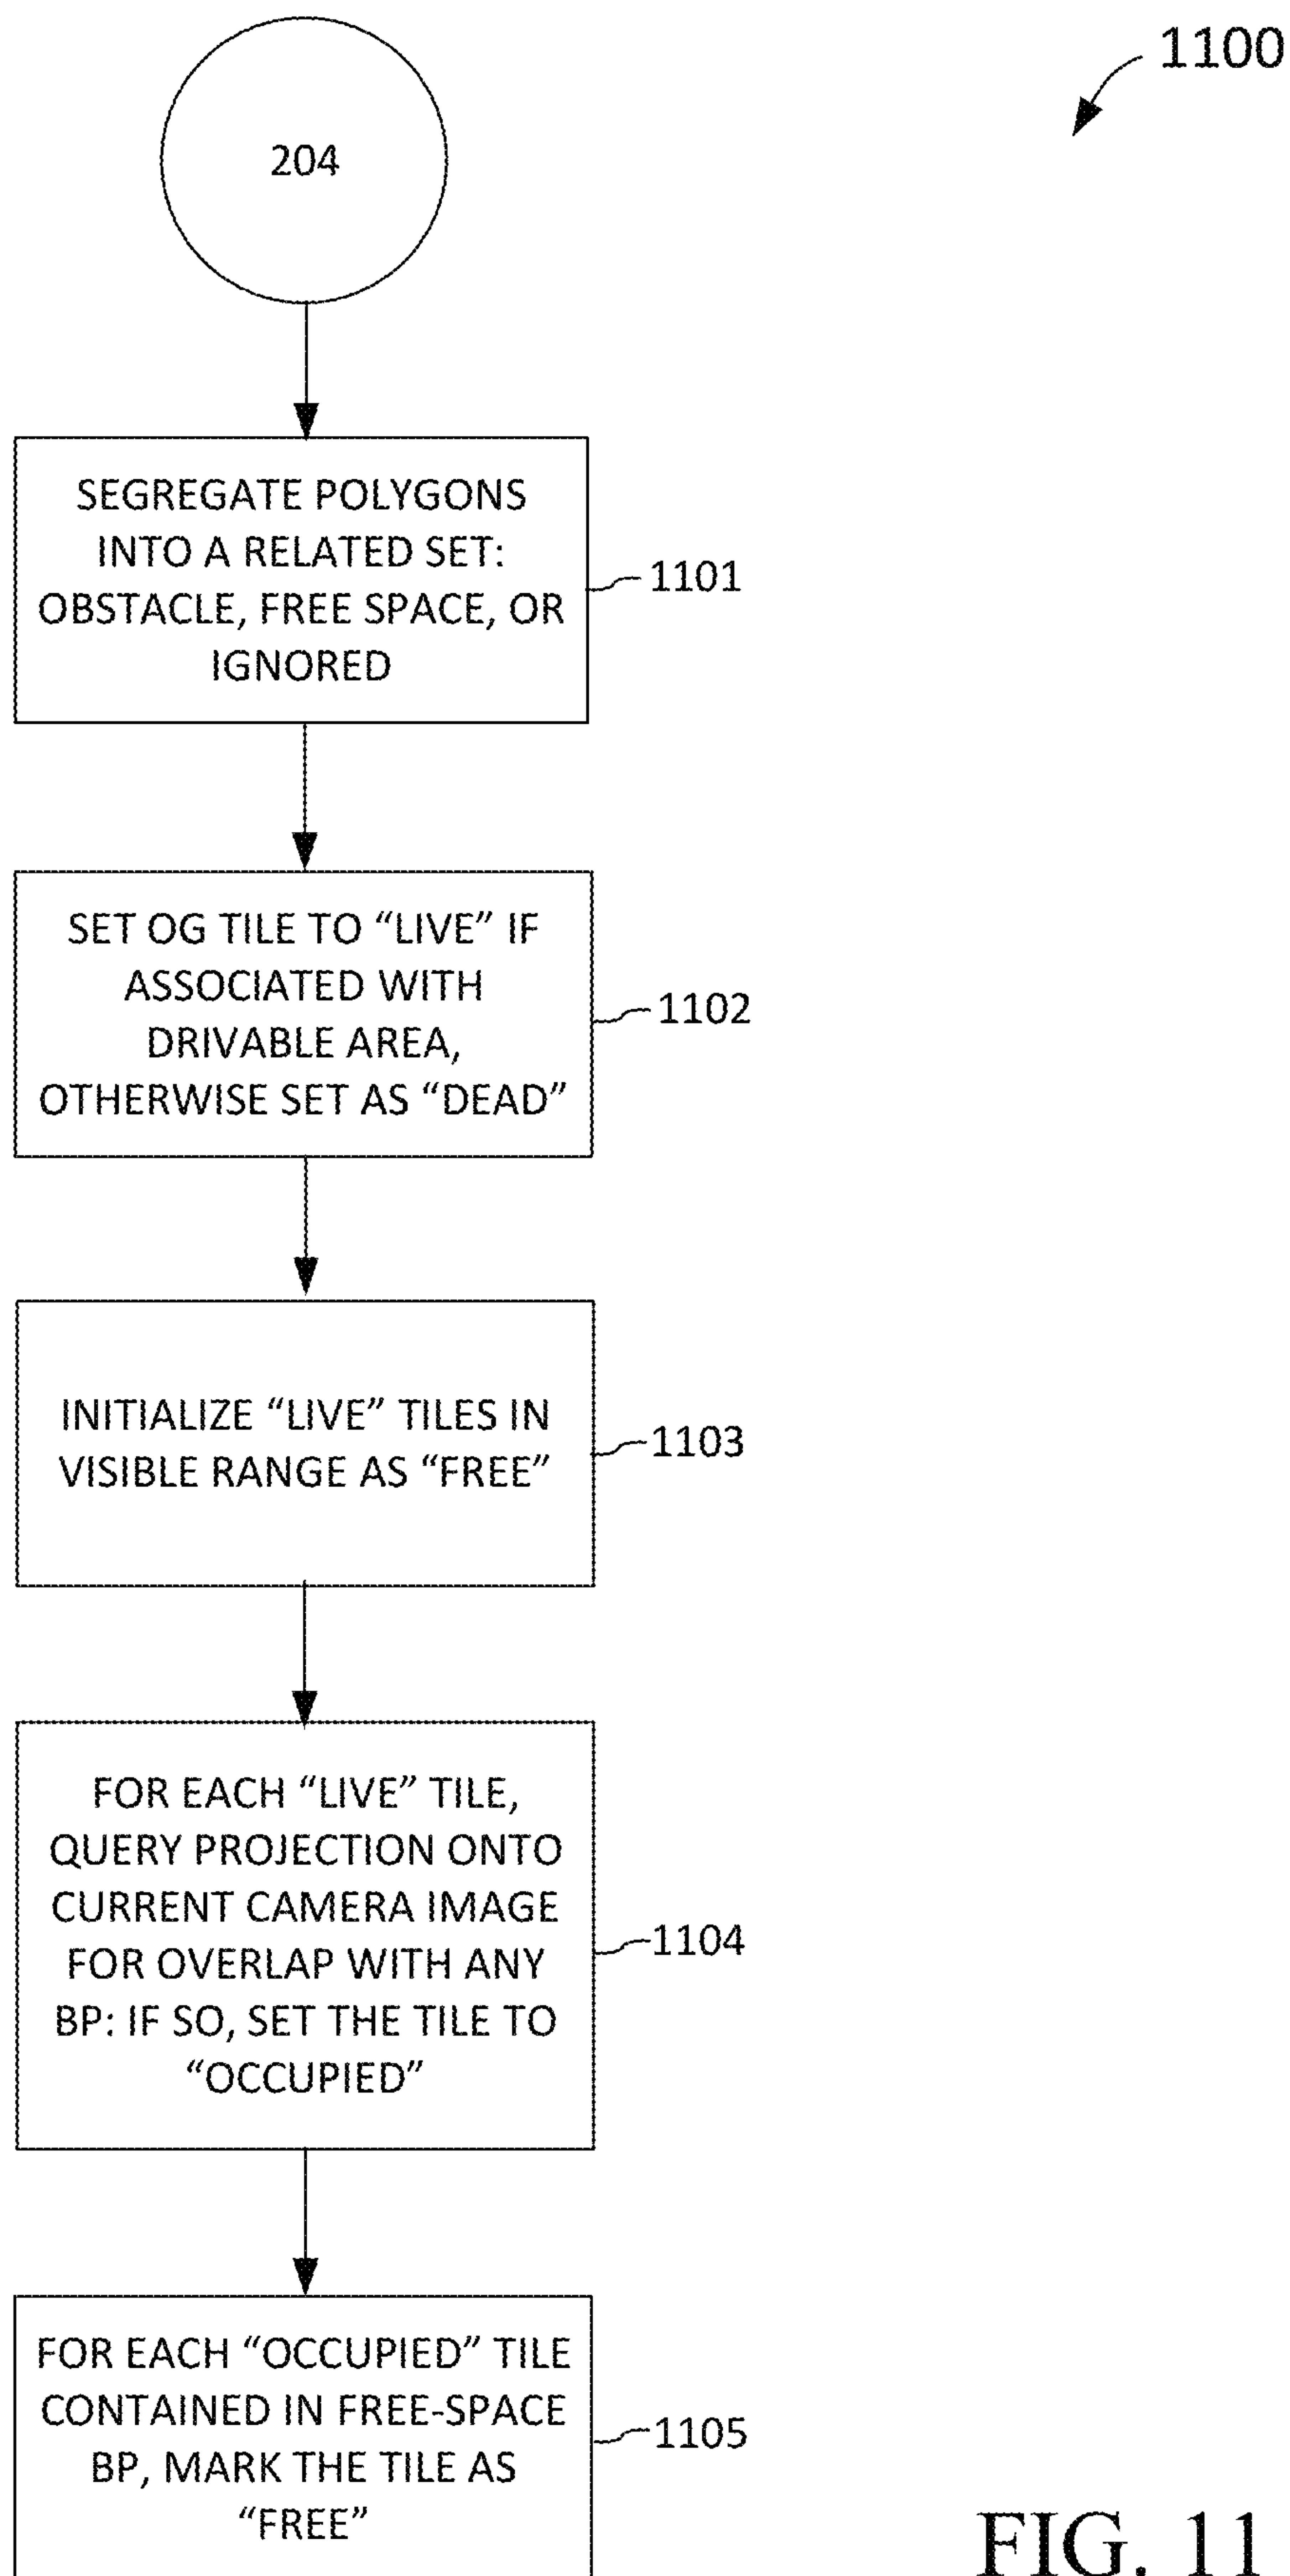 1100
204
SEGREGATE POLYGONS
INTO A RELATED SET:
OBSTACLE, FREE SPACE, OR
IGNORED
1101
SET OG TILE TO “LIVE” IF
ASSOCIATED WITH
DRIVABLE AREA,
OTHERWISE SET AS “DEAD”
1102
INITIALIZE “LIVE” TILES IN
VISIBLE RANGE AS “FREE”
1103
FOR EACH “LIVE” TILE,
QUERY PROJECTION ONTO
CURRENT CAMERA IMAGE
FOR OVERLAP WITH ANY
BP: IF SO, SET THE TILE TO
“OCCUPIED”
1104
FOR EACH “OCCUPIED” TILE
CONTAINED IN FREE-SPACE
BP, MARK THE TILE AS
“FREE”
1105
FIG. 11